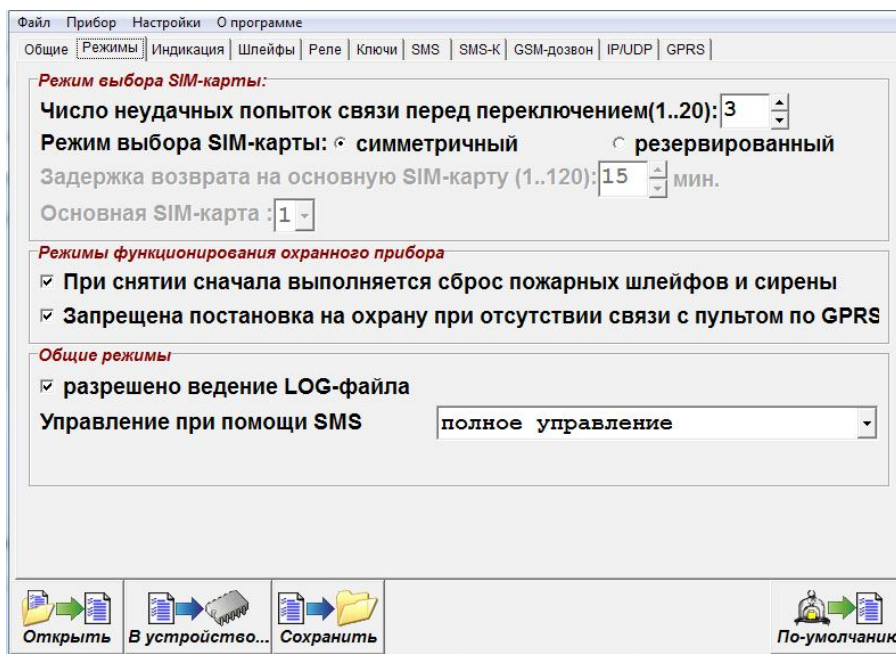 Файл Прибор Настройки О программе
Общие Режимы Индикация Шлейфы Реле Ключи SMS SMS-K GSM-дозвон IP/UDP GPRS
Режим выбора SIM-карты:
Число неудачных попыток связи перед переключением(1..20): 3
Режим выбора SIM-карты: симметричный резервированный
Задержка возврата на основную SIM-карту (1..120): 15 мин.
Основная SIM-карта : 1
Режимы функционирования охранного прибора
При снятии сначала выполняется сброс пожарных шлейфов и сирены
Запрещена постановка на охрану при отсутствии связи с пультом по GPRS
Общие режимы
разрешено ведение LOG-файла
Управление при помощи SMS полное управление
Открыть В устройство... Сохранить По-умолчанию